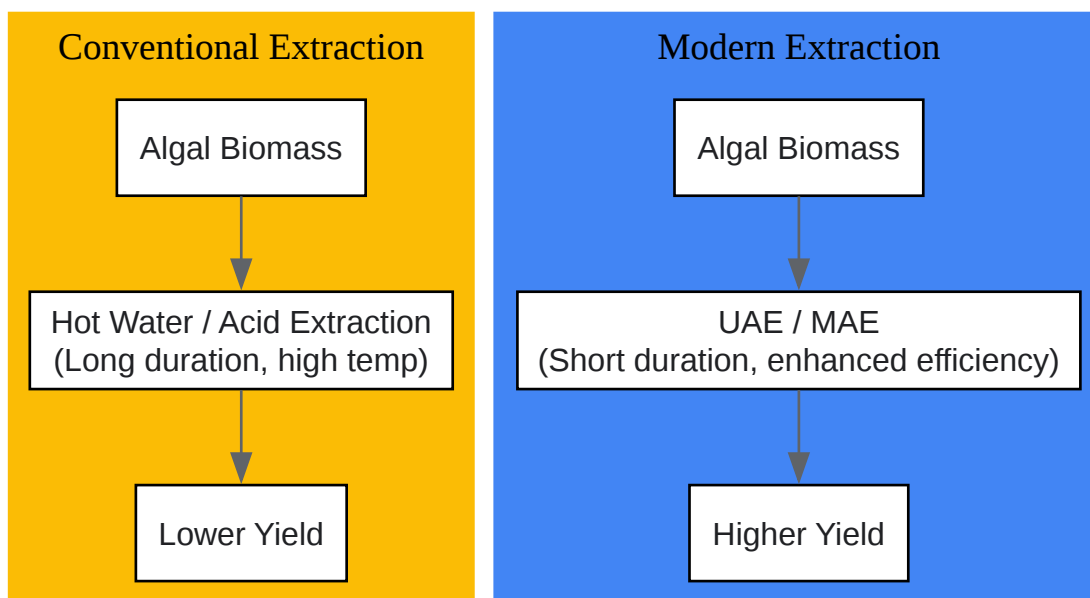 Conventional Extraction
Algal Biomass
Hot Water / Acid Extraction
(Long duration, high temp)
Lower Yield
Modern Extraction
Algal Biomass
UAE / MAE
(Short duration, enhanced efficiency)
Higher Yield